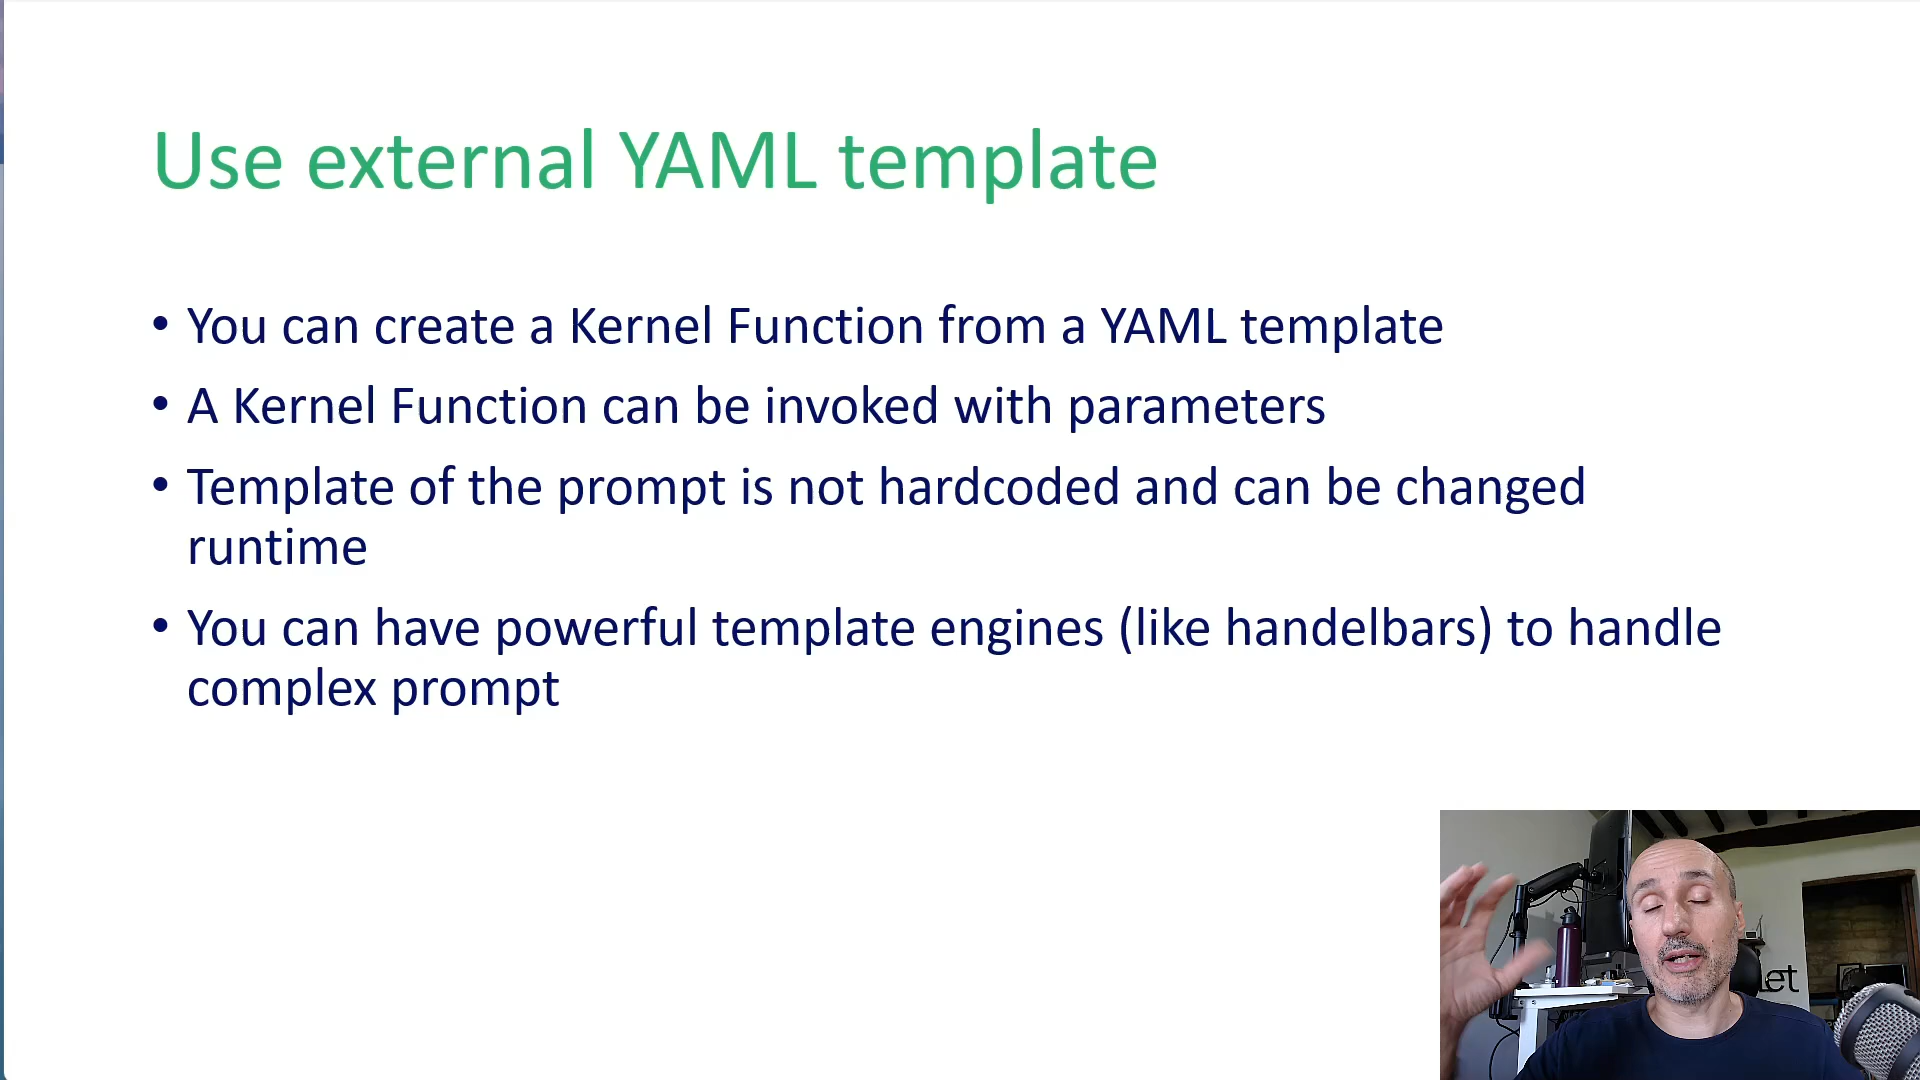 Use external YAML template
• You can create a Kernel Function from a YAML template
• A Kernel Function can be invoked with parameters
• Template of the prompt is not hardcoded and can be changed
runtime
• You can have powerful template engines (like handelbars) to handle
complex prompt